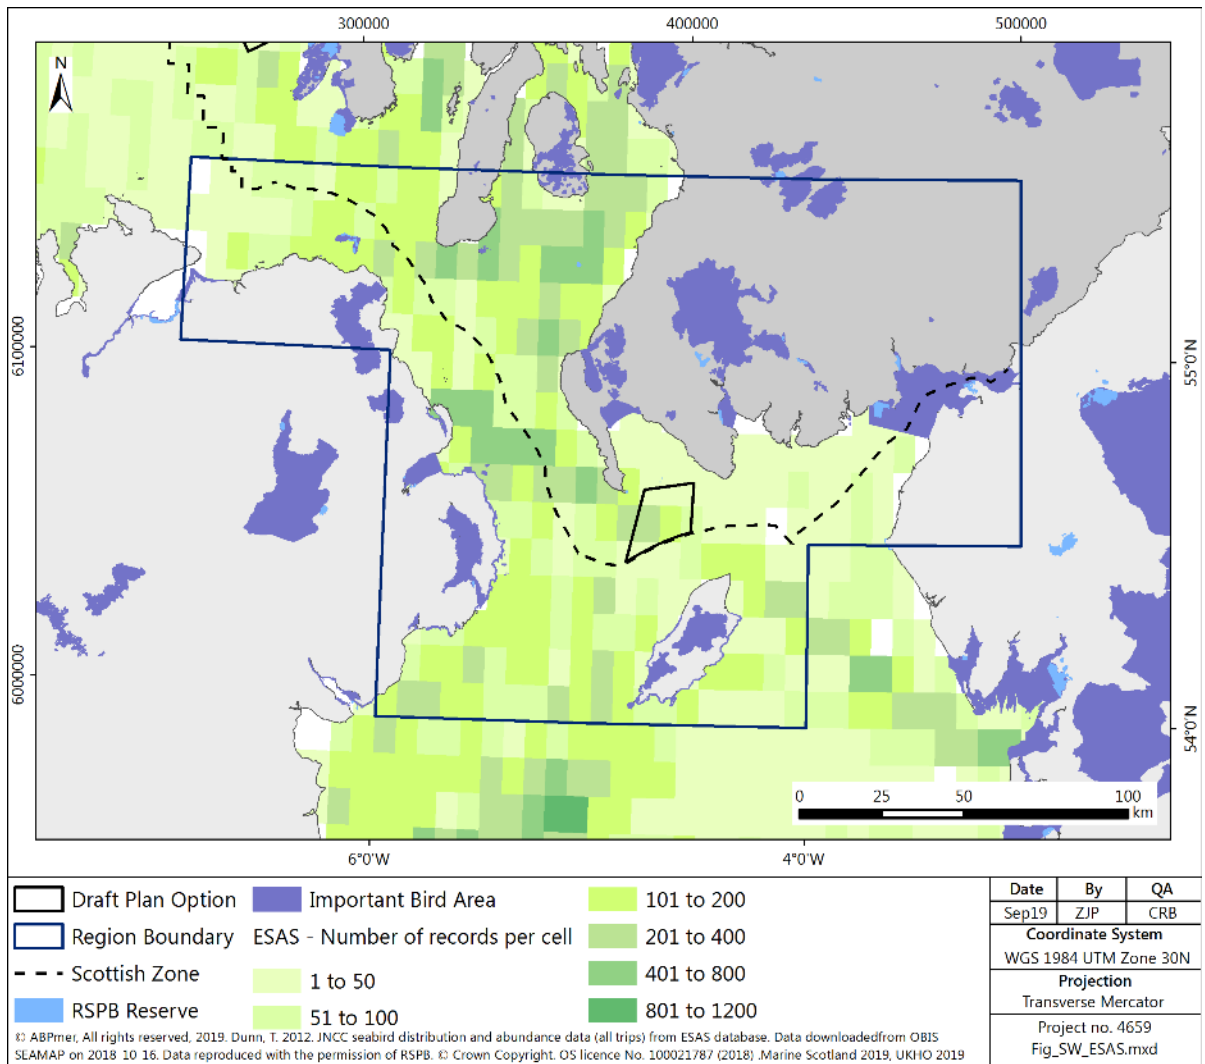 300000 400000 500000
N
6100000
55°0'N
6000000
54°0'N
0 25 50 100
km
6°0'W 4°0'W
Draft Plan Option
Region Boundary
Scottish Zone
RSPB Reserve
Important Bird Area
ESAS - Number of records per cell
1 to 50
51 to 100
101 to 200
201 to 400
401 to 800
801 to 1200
Date By QA
Sep19 ZJP CRB
Coordinate System
WGS 1984 UTM Zone 30N
Projection
Transverse Mercator
Project no. 4659
Fig_SW_ESAS.mxd
© ABPmer, All rights reserved, 2019. Dunn, T. 2012. JNCC seabird distribution and abundance data (all trips) from ESAS database. Data downloadedfrom OBIS
SEAMAP on 2018 10 16. Data reproduced with the permission of RSPB. © Crown Copyright. OS licence No. 100021787 (2018) .Marine Scotland 2019, UKHO 2019